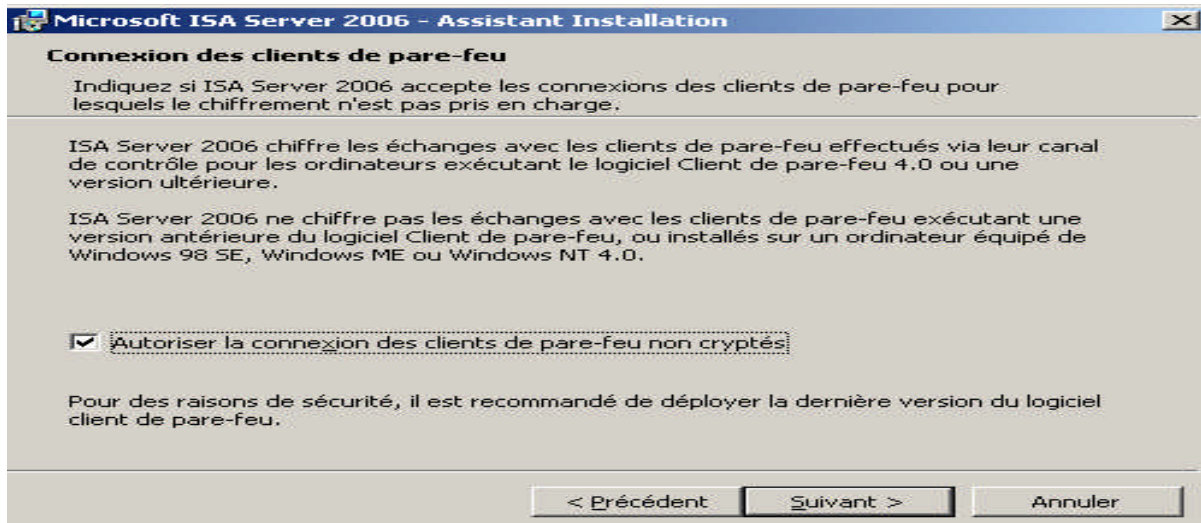 Microsoft ISA Server 2006 - Assistant Installation
Connexion des clients de pare-feu
Indiquez si ISA Server 2006 accepte les connexions des clients de pare-feu pour
lesquels le chiffrement n'est pas pris en charge.
ISA Server 2006 chiffre les échanges avec les clients de pare-feu effectués via leur canal
de contrôle pour les ordinateurs exécutant le logiciel Client de pare-feu 4.0 ou une
version ultérieure.
ISA Server 2006 ne chiffre pas les échanges avec les clients de pare-feu exécutant une
version antérieure du logiciel Client de pare-feu, ou installés sur un ordinateur équipé de
Windows 98 SE, Windows ME ou Windows NT 4.0.
Autoriser la connexion des clients de pare-feu non cryptés
Pour des raisons de sécurité, il est recommandé de déployer la dernière version du logiciel
client de pare-feu.
< Précédent Suivant > Annuler